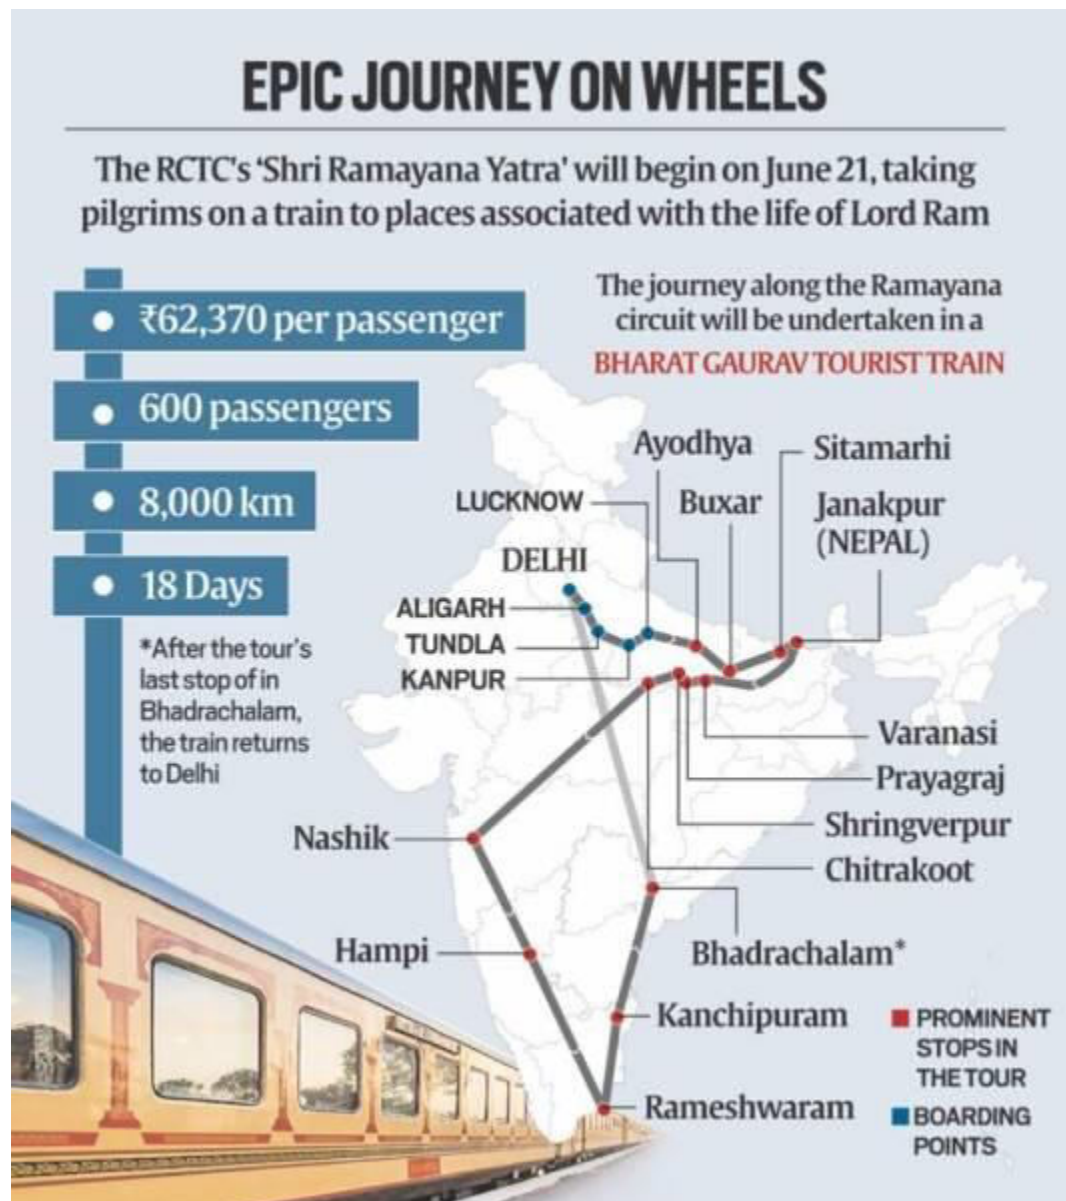 EPIC JOURNEY ON WHEELS
The RCTC's 'Shri Ramayana Yatra' will begin on June 21, taking
pilgrims on a train to places associated with the life of Lord Ram
₹62,370 per passenger
600 passengers
8,000 km
18 Days
*After the tour's
last stop of in
Bhadrachalam,
the train returns
to Delhi
The journey along the Ramayana
circuit will be undertaken in a
BHARAT GAURAV TOURIST TRAIN
Ayodhya
Sitamarhi
LUCKNOW
Buxar
Janakpur
(NEPAL)
DELHI
ALIGARH
TUNDLA
KANPUR
Varanasi
Prayagraj
Shringverpur
Chitrakoot
Nashik
Hampi
Bhadrachalam*
Kanchipuram
Rameshwaram
PROMINENT
STOPS IN
THE TOUR
BOARDING
POINTS